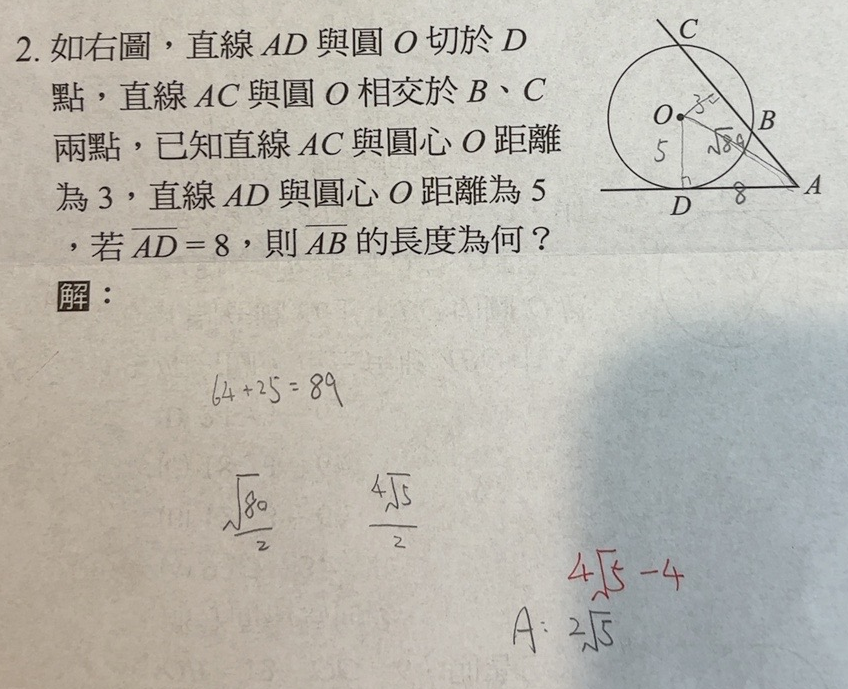 2. 如右圖，直線 AD 與圓 O 切於 D
點，直線 AC 與圓 O 相交於 B、C
兩點，已知直線 AC 與圓心 O 距離
為 3，直線 AD 與圓心 O 距離為 5
，若 AD = 8，則 AB 的長度為何？
C
O
3
B
5
√89
A
D
8
解：
64+25=89
√80/2
4√5/2
4√5-4
A: 2√5